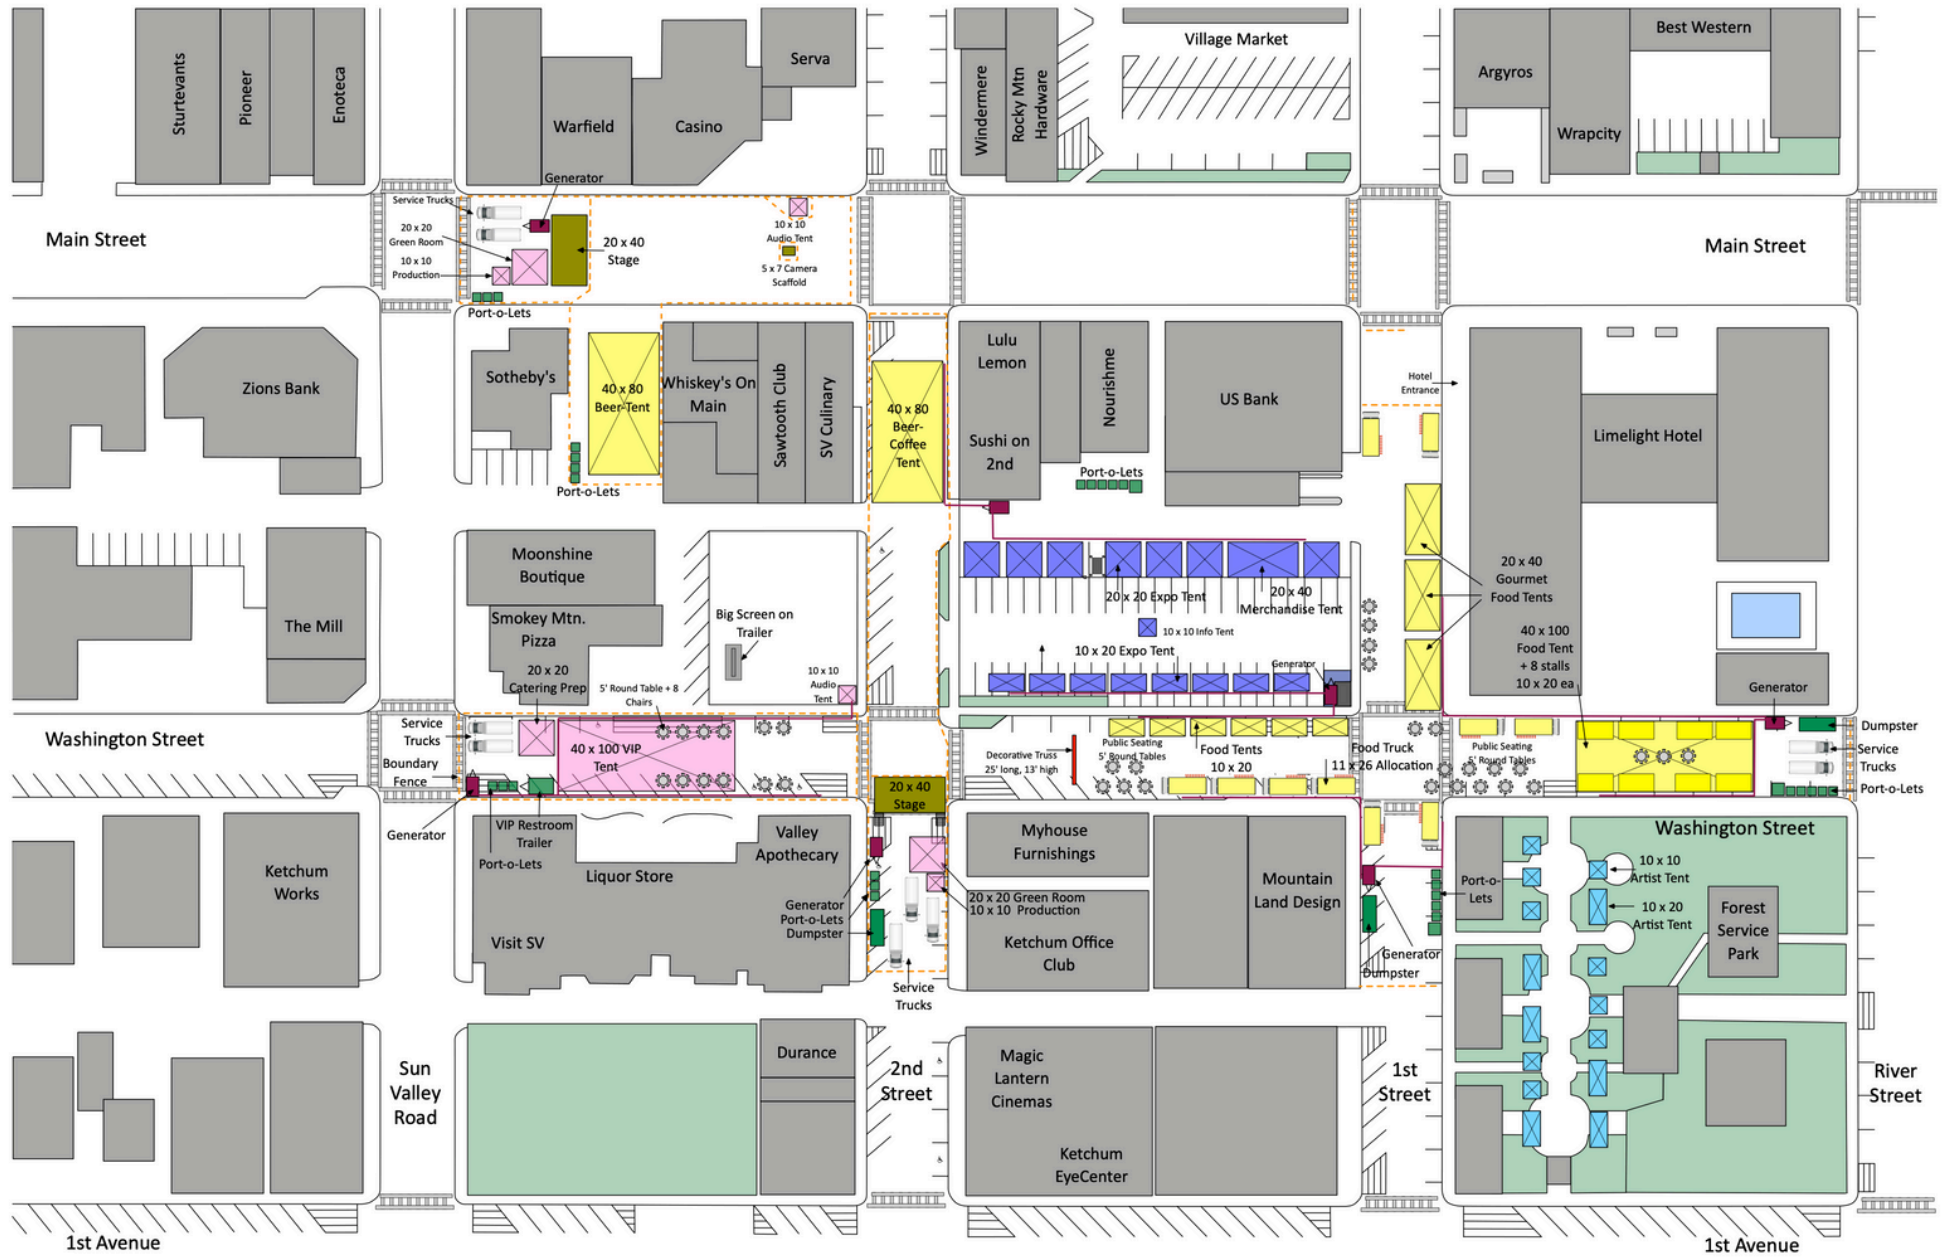 Sturtevants
Pioneer
Enoteca
Warfield
Casino
Serva
Windermere
Rocky Mtn
Hardware
Village Market
Argyros
Wrapcity
Best Western
Generator
Service Trucks
20 x 20
Green Room
10 x 10
Production
Port-o-Lets
20 x 40
Stage
10 x 10
Audio Tent
5 x 7 Camera
Scaffold
Main Street
Main Street
Zions Bank
Sotheby's
40 x 80
Beer-Tent
Port-o-Lets
Whiskey's On
Main
Sawtooth Club
SV Culinary
40 x 80
Beer-
Coffee
Tent
Lulu
Lemon
Sushi on
2nd
Nourishme
Port-o-Lets
US Bank
Hotel
Entrance
Limelight Hotel
The Mill
Moonshine
Boutique
Smokey Mtn.
Pizza
20 x 20
Catering Prep
Big Screen on
Trailer
5' Round Table + 8
Chairs
10 x 10
Audio
Tent
20 x 20 Expo Tent
20 x 40
Merchandise Tent
10 x 10 Info Tent
10 x 20 Expo Tent
Generator
20 x 40
Gourmet
Food Tents
40 x 100
Food Tent
+ 8 stalls
10 x 20 ea
Generator
Washington Street
Service
Trucks
Boundary
Fence
40 x 100 VIP
Tent
Generator
Port-o-Lets
VIP Restroom
Trailer
20 x 40
Stage
Decorative Truss
25' long, 13' high
Public Seating
5' Round Tables
Food Tents
10 x 20
Food Truck
11 x 26 Allocation
Public Seating
5' Round Tables
Dumpster
Service
Trucks
Port-o-Lets
Ketchum
Works
Visit SV
Liquor Store
Valley
Apothecary
Generator
Port-o-Lets
Dumpster
20 x 20 Green Room
10 x 10 Production
Service
Trucks
Myhouse
Furnishings
Ketchum Office
Club
Mountain
Land Design
Generator
Dumpster
Port-o-
Lets
Washington Street
10 x 10
Artist Tent
10 x 20
Artist Tent
Forest
Service
Park
Sun
Valley
Road
Durance
2nd
Street
Magic
Lantern
Cinemas
Ketchum
EyeCenter
1st
Street
River
Street
1st Avenue
1st Avenue